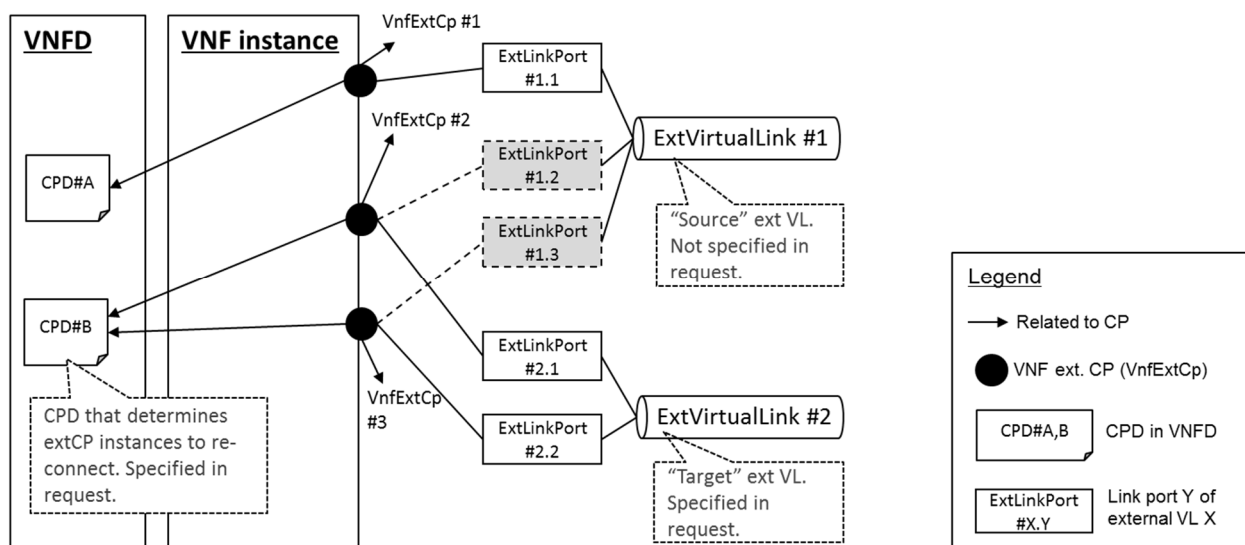 VNFD
VNF instance
VnfExtCp #1
ExtLinkPort
#1.1
VnfExtCp #2
ExtVirtualLink #1
CPD#A
ExtLinkPort
#1.2
"Source" ext VL.
Not specified in
request.
ExtLinkPort
#1.3
CPD#B
ExtLinkPort
#2.1
VnfExtCp
#3
ExtLinkPort
#2.2
ExtVirtualLink #2
CPD that determines
extCP instances to re-
connect. Specified in
request.
"Target" ext VL.
Specified in
request.
Legend
Related to CP
VNF ext. CP (VnfExtCp)
CPD#A,B
CPD in VNFD
ExtLinkPort
#X.Y
Link port Y of
external VL X